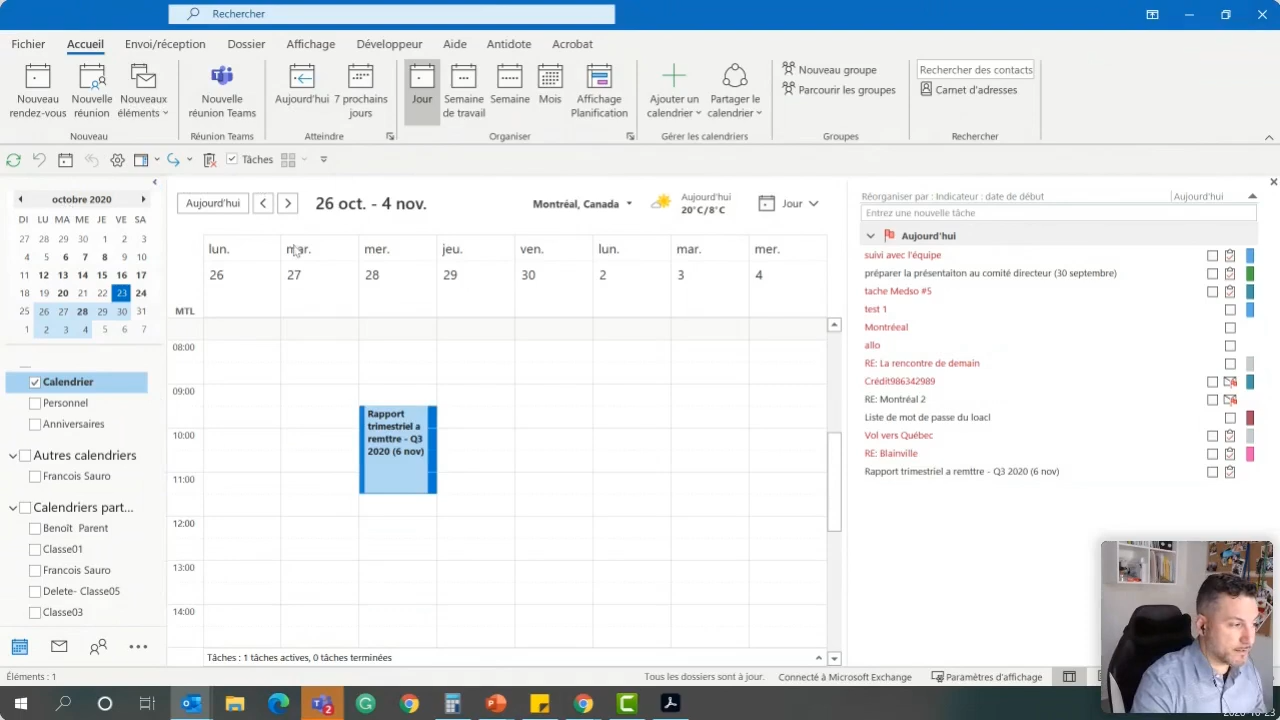 Rechercher
Fichier Accueil Envoi/réception Dossier Affichage Développeur Aide Antidote Acrobat
Nouveau rendez-vous
Nouvelle réunion
Nouveaux éléments
Nouvelle réunion Teams
Aujourd'hui
7 prochains jours
Jour
Semaine de travail
Semaine
Mois
Affichage Planification
Ajouter un calendrier
Partager le calendrier
Nouveau groupe
Parcourir les groupes
Rechercher des contacts
Carnet d'adresses
Nouveau
Réunion Teams
Atteindre
Organiser
Gérer les calendriers
Groupes
Rechercher
Tâches
octobre 2020
DI LU MA ME JE VE SA
27 28 29 30 1 2 3
4 5 6 7 8 9 10
11 12 13 14 15 16 17
18 19 20 21 22 23 24
25 26 27 28 29 30 31
1 2 3 4 5 6 7
Calendrier
Personnel
Anniversaires
Autres calendriers
Francois Sauro
Calendriers part...
Benoît Parent
Classe01
Francois Sauro
Delete- Classe05
Classe03
Aujourd'hui
26 oct. - 4 nov.
Montréal, Canada
Aujourd'hui
20°C/8°C
Jour
lun. mar. mer. jeu. ven. lun. mar. mer.
26 27 28 29 30 2 3 4
MTL
08:00
09:00
10:00
11:00
12:00
13:00
14:00
Rapport
trimestriel a
remttre - Q3
2020 (6 nov)
Tâches : 1 tâches actives, 0 tâches terminées
Réorganiser par : Indicateur : date de début Aujourd'hui
Entrez une nouvelle tâche
Aujourd'hui
suivi avec l'équipe
préparer la présentaiton au comité directeur (30 septembre)
tache Medso #5
test 1
Montréeal
allo
RE: La rencontre de demain
Crédit986342989
RE: Montréal 2
Liste de mot de passe du loacl
Vol vers Québec
RE: Blainville
Rapport trimestriel a remttre - Q3 2020 (6 nov)
Éléments : 1
Tous les dossiers sont à jour.
Connecté à Microsoft Exchange
Paramètres d'affichage
2